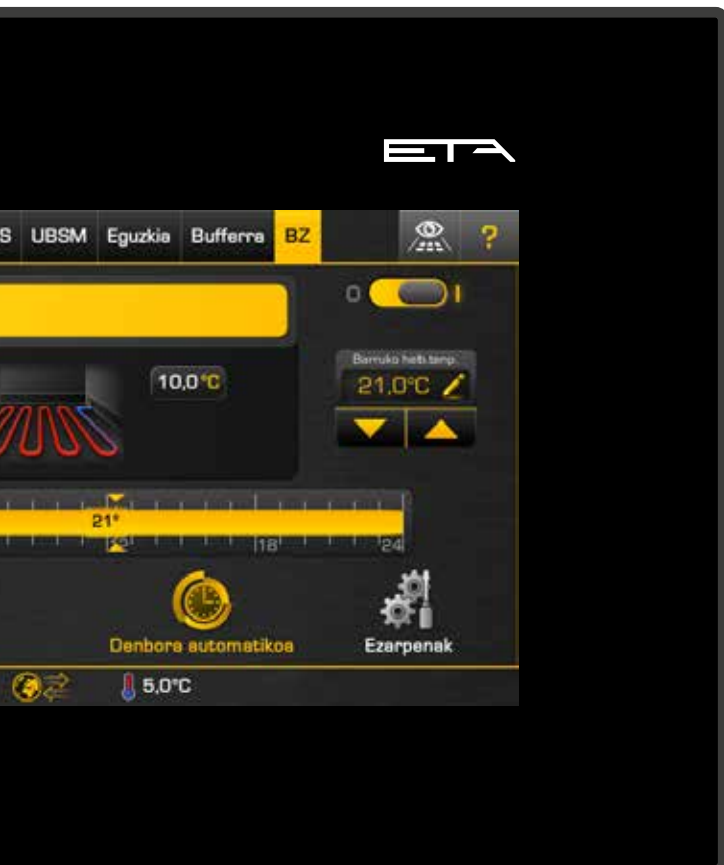 ETA
S UBSM Eguzkia Bufferra BZ ?
O I
Barruko helb.tenp.
10,0°C
21,0°C
21°
18 24
Denbora automatikoa Ezarpenak
5,0°C